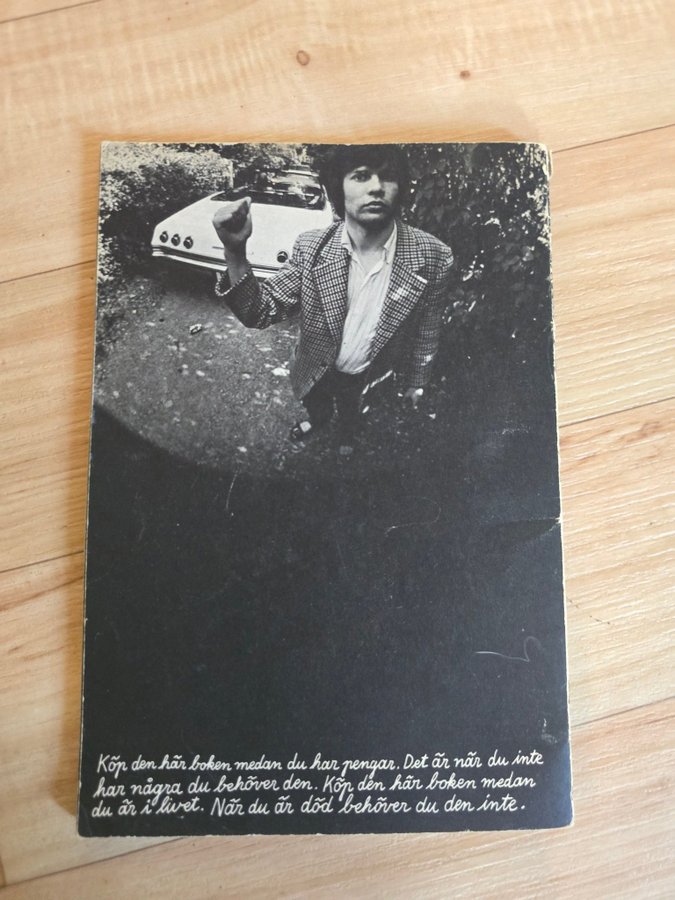 Köp den här boken medan du har pengar. Det är när du inte
har några du behöver den. Köp den här boken medan
du är i livet. När du är död behöver du den inte.